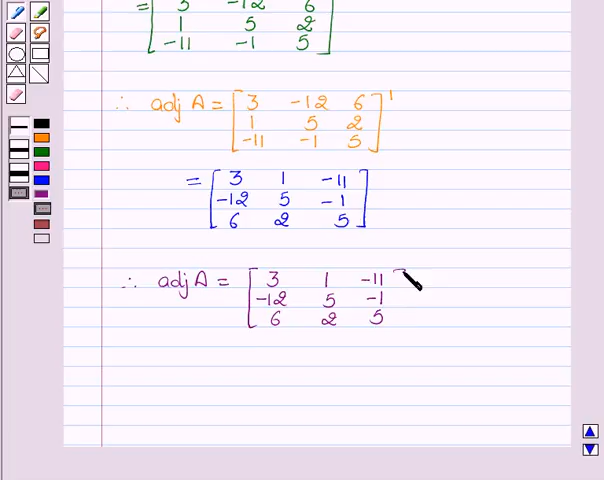 = [ 3 -12 6
1 5 2
-11 -1 5 ]
∴ adj A = [ 3 -12 6 ]'
1 5 2
-11 -1 5
= [ 3 1 -11 ]
-12 5 -1
6 2 5
∴ adj A = [ 3 1 -11
-12 5 -1
6 2 5